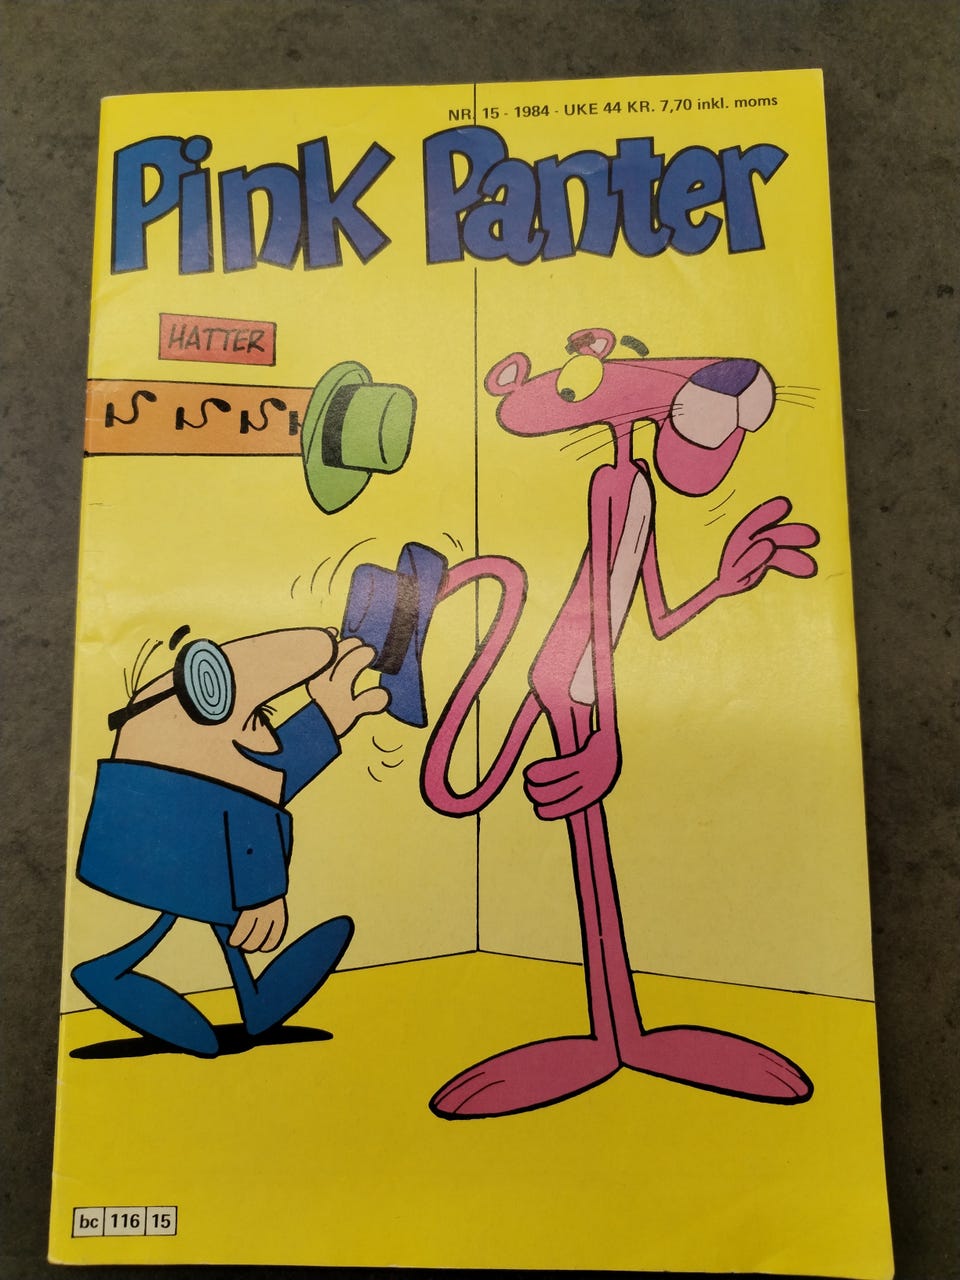 NR. 15 - 1984 - UKE 44 KR. 7,70 inkl. moms
Pink Panter
HATTER
bc 116 15